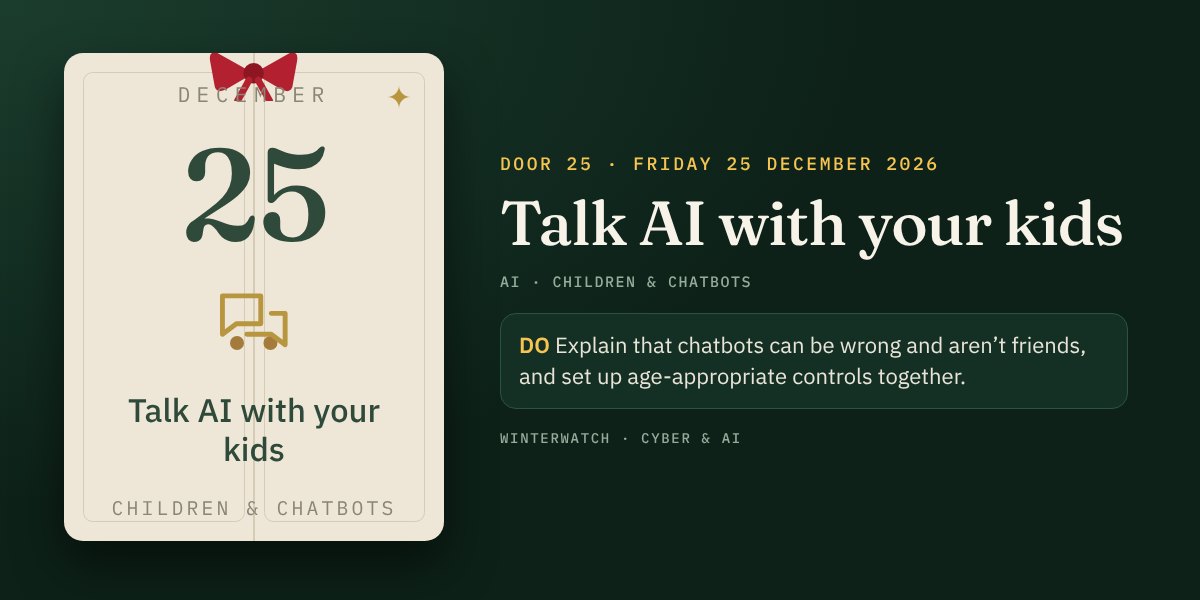 DECEMBER
25
Talk AI with your
kids
CHILDREN & CHATBOTS
DOOR 25 · FRIDAY 25 DECEMBER 2026
Talk AI with your kids
AI · CHILDREN & CHATBOTS
DO Explain that chatbots can be wrong and aren’t friends,
and set up age-appropriate controls together.
WINTERWATCH · CYBER & AI